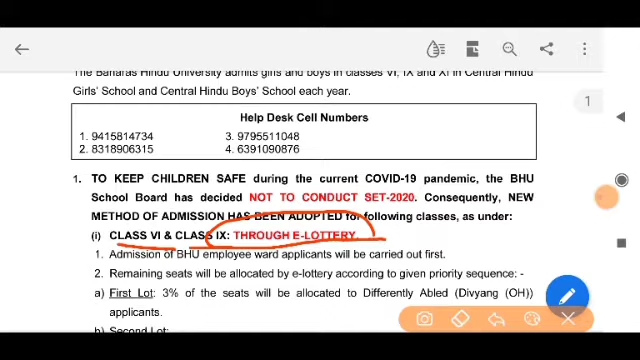 The Banaras Hindu University admits girls and boys in classes VI, IX and XI in Central Hindu
Girls' School and Central Hindu Boys' School each year.
Help Desk Cell Numbers
1. 9415814734 3. 9795511048
2. 8318906315 4. 6391090876
1
1. TO KEEP CHILDREN SAFE during the current COVID-19 pandemic, the BHU
School Board has decided NOT TO CONDUCT SET-2020. Consequently, NEW
METHOD OF ADMISSION HAS BEEN ADOPTED for following classes, as under:
(i) CLASS VI & CLASS IX: THROUGH E-LOTTERY
1. Admission of BHU employee ward applicants will be carried out first.
2. Remaining seats will be allocated by e-lottery according to given priority sequence: -
a) First Lot: 3% of the seats will be allocated to Differently Abled (Divyang (OH))
applicants.
b) Second Lot: